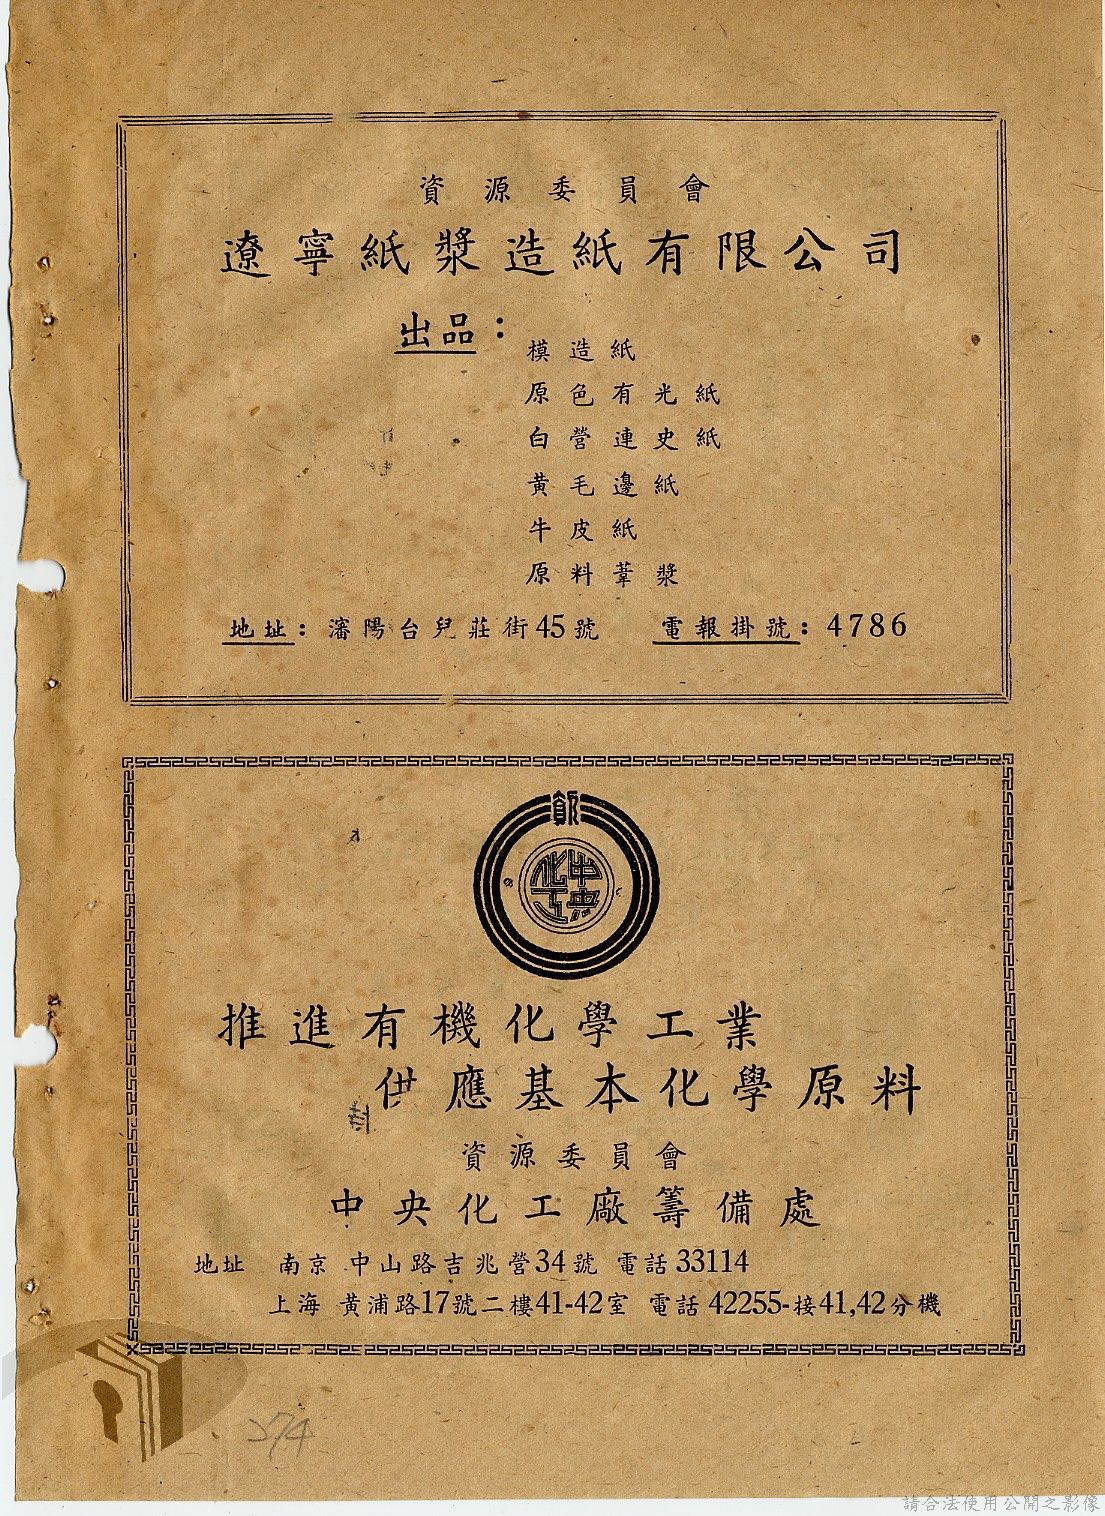 資源委員會
遼寧紙漿造紙有限公司
出品：
模造紙
原色有光紙
白營連史紙
黃毛邊紙
牛皮紙
原料葦漿
地址：瀋陽台兒莊街45號 電報掛號：4786
資
中央化工
推進有機化學工業
供應基本化學原料
資源委員會
中央化工廠籌備處
地址 南京 中山路吉兆營34號 電話 33114
上海 黃浦路17號二樓41-42室 電話 42255-接41,42分機
274
請合法使用公開之影像